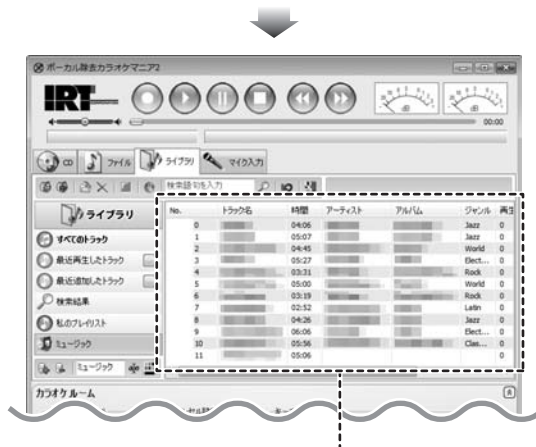 ボーカル除去カラオケマニア2
IRT
dB
dB
00:00
CD
ファイル
ライブラリ
マイク入力
検索語句を入力
ライブラリ
すべてのトラック
最近再生したトラック
最近追加したトラック
検索結果
私のプレイリスト
ミュージック
ミュージック
No. トラック名 時間 アーティスト アルバム ジャンル 再生
0 04:06 Jazz 0
1 05:07 Jazz 0
2 04:45 World 0
3 05:27 Elect... 0
4 03:31 Rock 0
5 05:00 World 0
6 03:19 Rock 0
7 02:52 Latin 0
8 04:26 Jazz 0
9 06:06 Elect... 0
10 05:56 Clas... 0
11 05:06 0
カラオケ ルーム